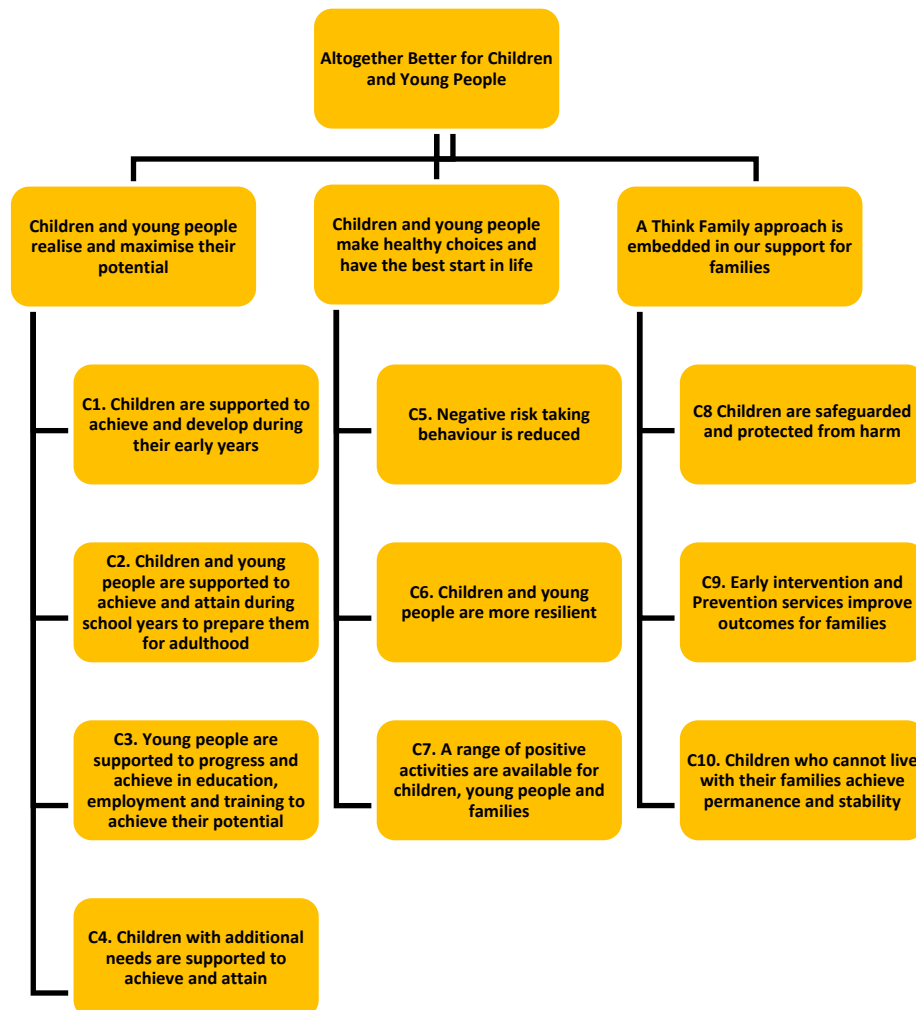 Altogether Better for Children
and Young People
Children and young people
realise and maximise their
potential
Children and young people
make healthy choices and
have the best start in life
A Think Family approach is
embedded in our support for
families
C1. Children are supported to
achieve and develop during
their early years
C2. Children and young
people are supported to
achieve and attain during
school years to prepare them
for adulthood
C3. Young people are
supported to progress and
achieve in education,
employment and training to
achieve their potential
C4. Children with additional
needs are supported to
achieve and attain
C5. Negative risk taking
behaviour is reduced
C6. Children and young
people are more resilient
C7. A range of positive
activities are available for
children, young people and
families
C8 Children are safeguarded
and protected from harm
C9. Early intervention and
Prevention services improve
outcomes for families
C10. Children who cannot live
with their families achieve
permanence and stability